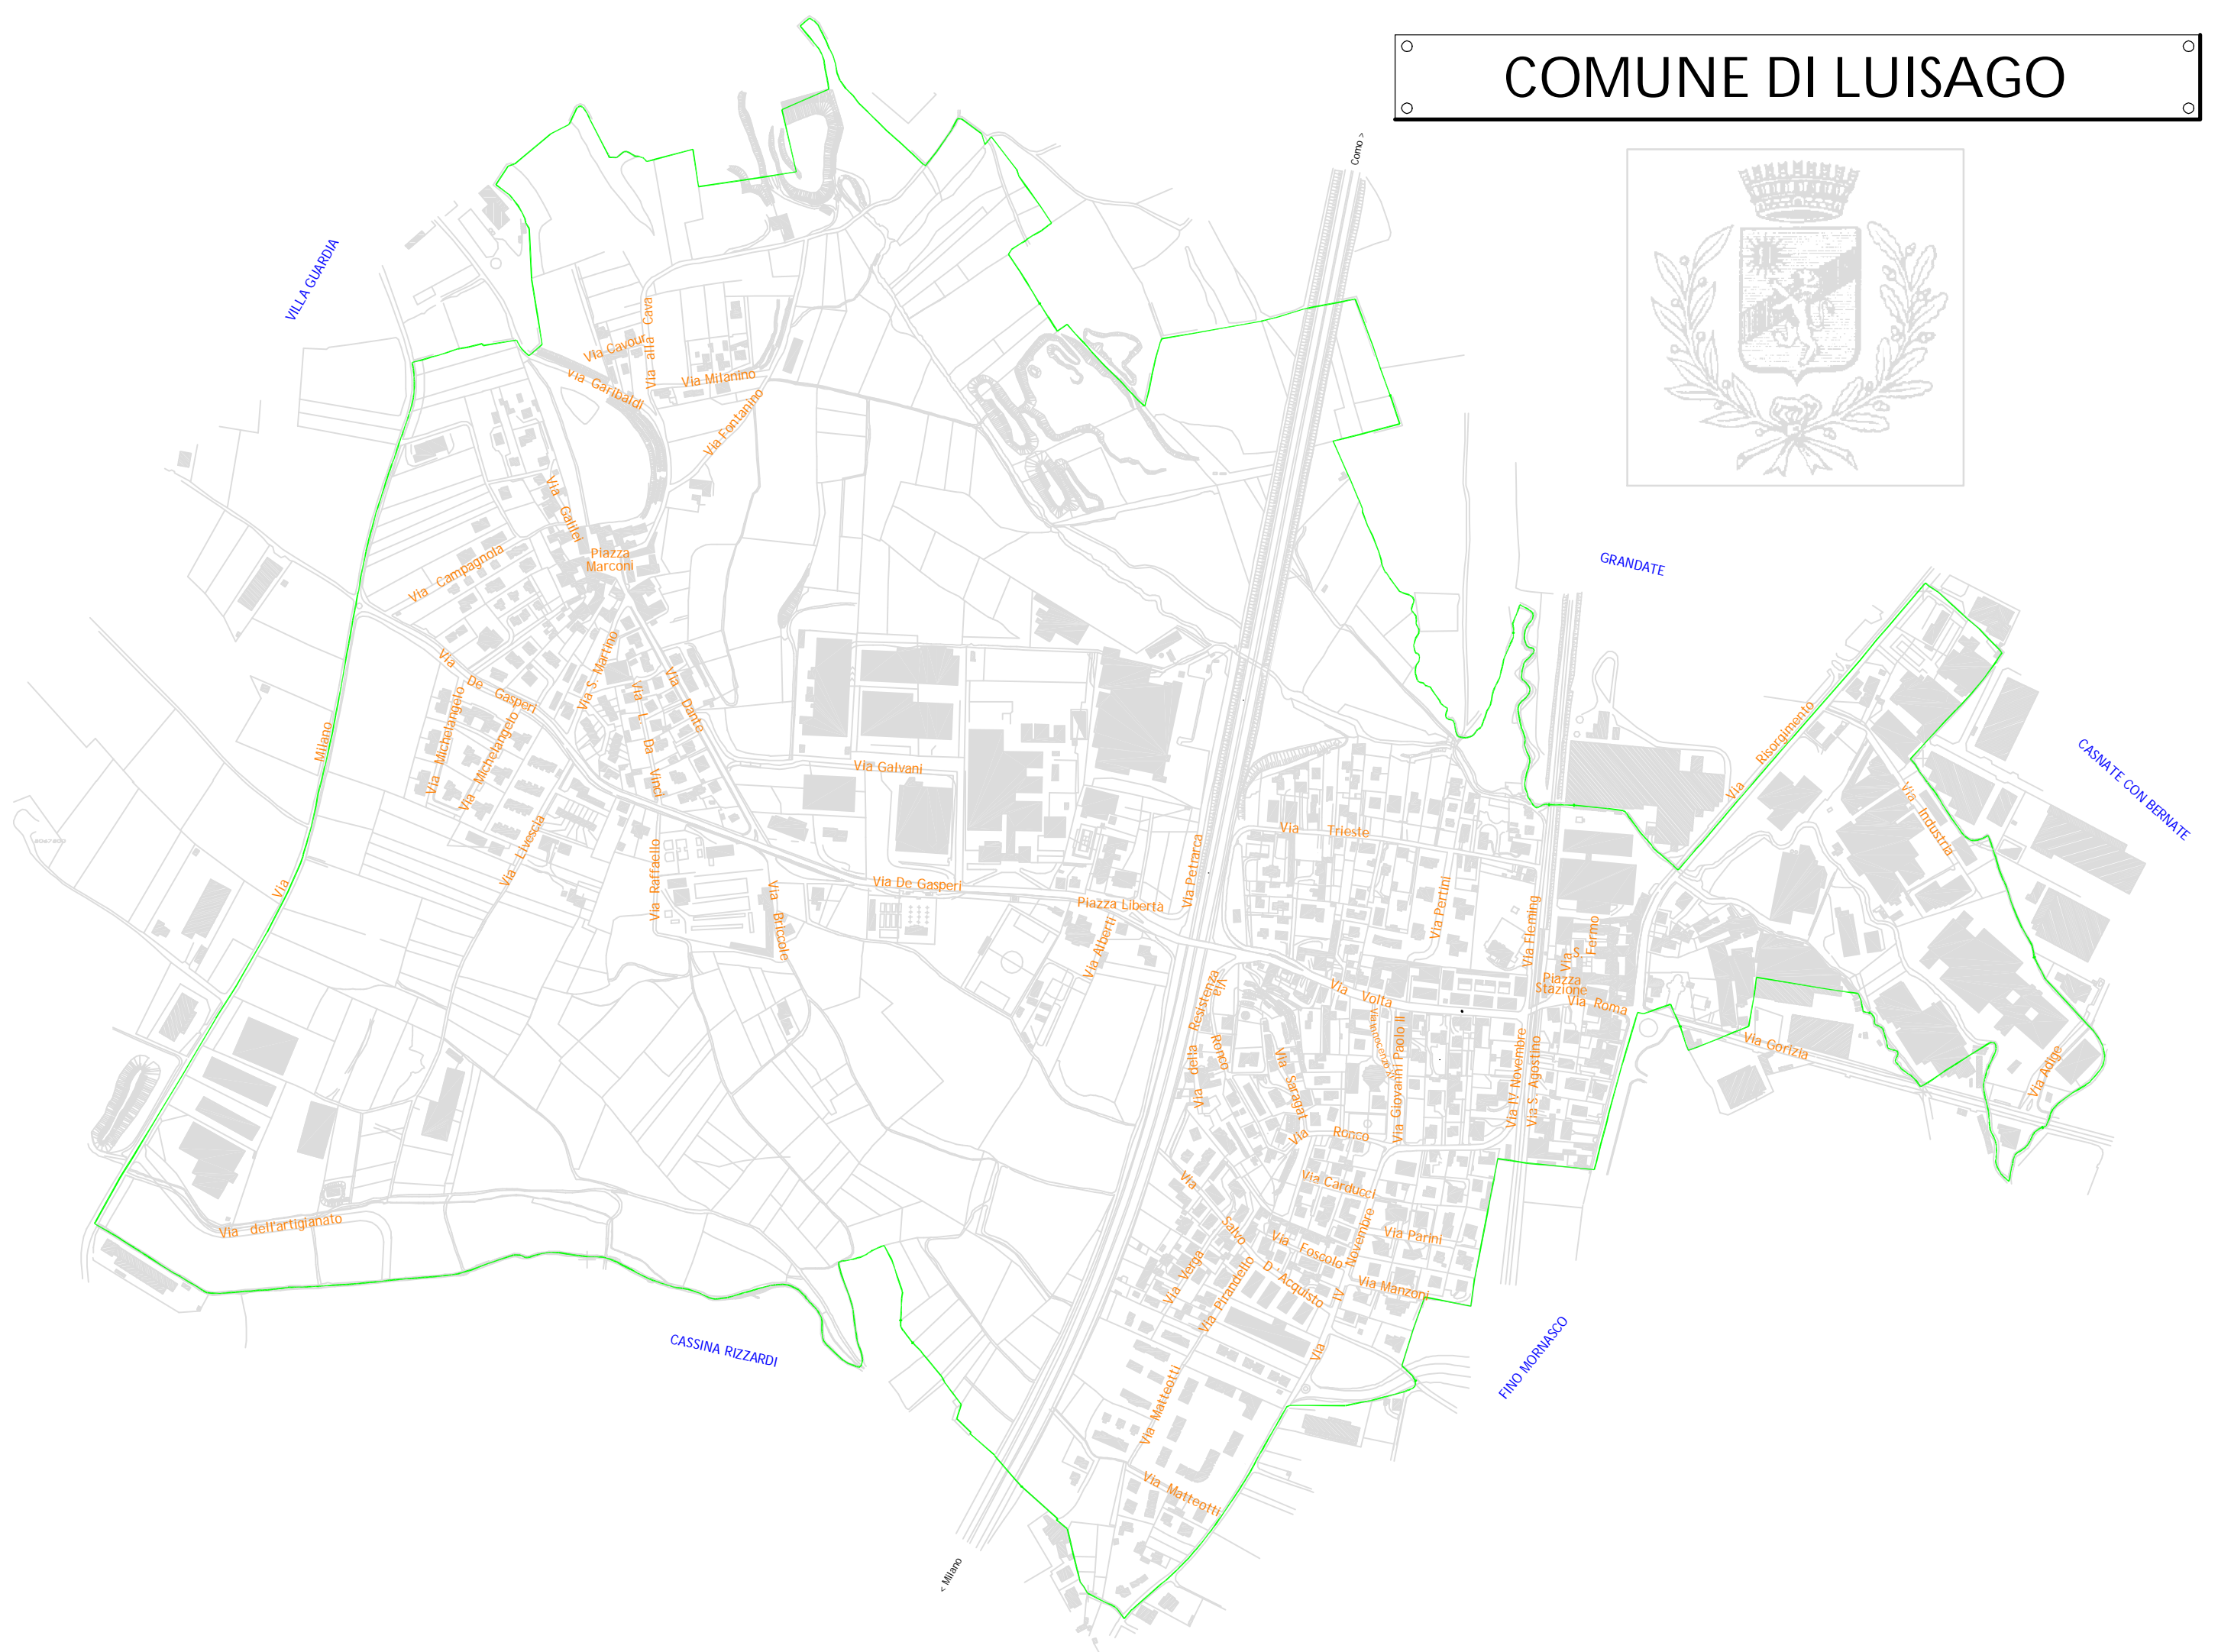 COMUNE DI LUISAGO
Como >
VILLA GUARDIA
Via alla Cava
Via Cavour
Via Garibaldi
Via Milanino
Via Fontanino
Via Galilei
Piazza
Marconi
Via Campagnola
GRANDATE
Via De Gasperi
Via S. Martino
Via L. Da Vinci
Via Dante
Via Michelangelo
Via Michelangelo
Via Milano
Via Galvani
Via Risorgimento
CASNATE CON BERNATE
Via Industria
Via Livescia
Via Raffaello
Via Trieste
Via Petrarca
Via De Gasperi
Piazza Libertà
Via Briccole
Via Alberti
Via Pertini
Via Fleming
Via S. Fermo
Piazza
Stazione
Via Roma
Via Volta
Via della Resistenza
Via Ronco
Via Saragat
Via Innocenzo XI
Via Giovanni Paolo II
Via IV Novembre
Via S. Agostino
Via Gorizia
Via Adige
Via Ronco
Via Carducci
Via Salvo D'Acquisto
Via Foscolo
Via IV Novembre
Via Parini
Via Manzoni
Via Verga
Via Pirandello
Via dell'artigianato
CASSINA RIZZARDI
FINO MORNASCO
Via Matteotti
Via Matteotti
< Milano